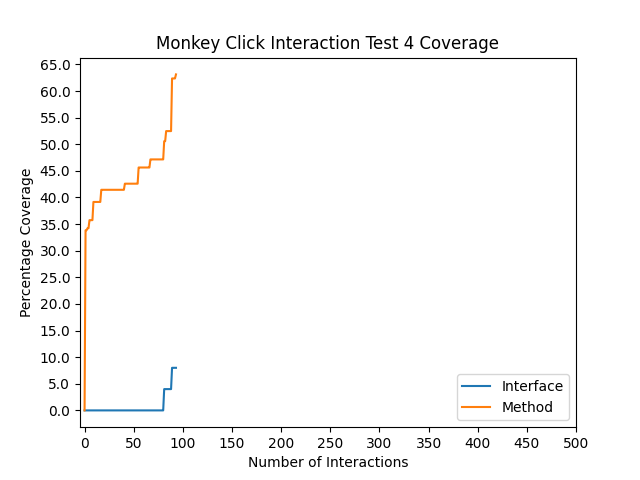 Monkey Click Interaction Test 4 Coverage
65.0
60.0
55.0
50.0
45.0
40.0
35.0
30.0
25.0
20.0
15.0
10.0
5.0
0.0
Percentage Coverage
Interface
Method
0 50 100 150 200 250 300 350 400 450 500
Number of Interactions